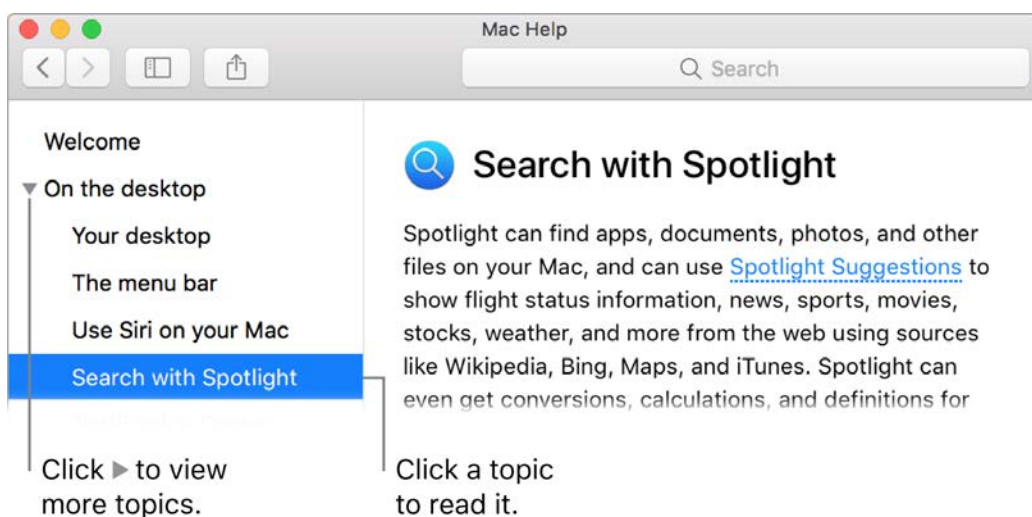 Mac Help
Search
Welcome
On the desktop
Your desktop
The menu bar
Use Siri on your Mac
Search with Spotlight
Search with Spotlight
Spotlight can find apps, documents, photos, and other
files on your Mac, and can use Spotlight Suggestions to
show flight status information, news, sports, movies,
stocks, weather, and more from the web using sources
like Wikipedia, Bing, Maps, and iTunes. Spotlight can
even get conversions, calculations, and definitions for
Click ▶ to view
more topics.
Click a topic
to read it.